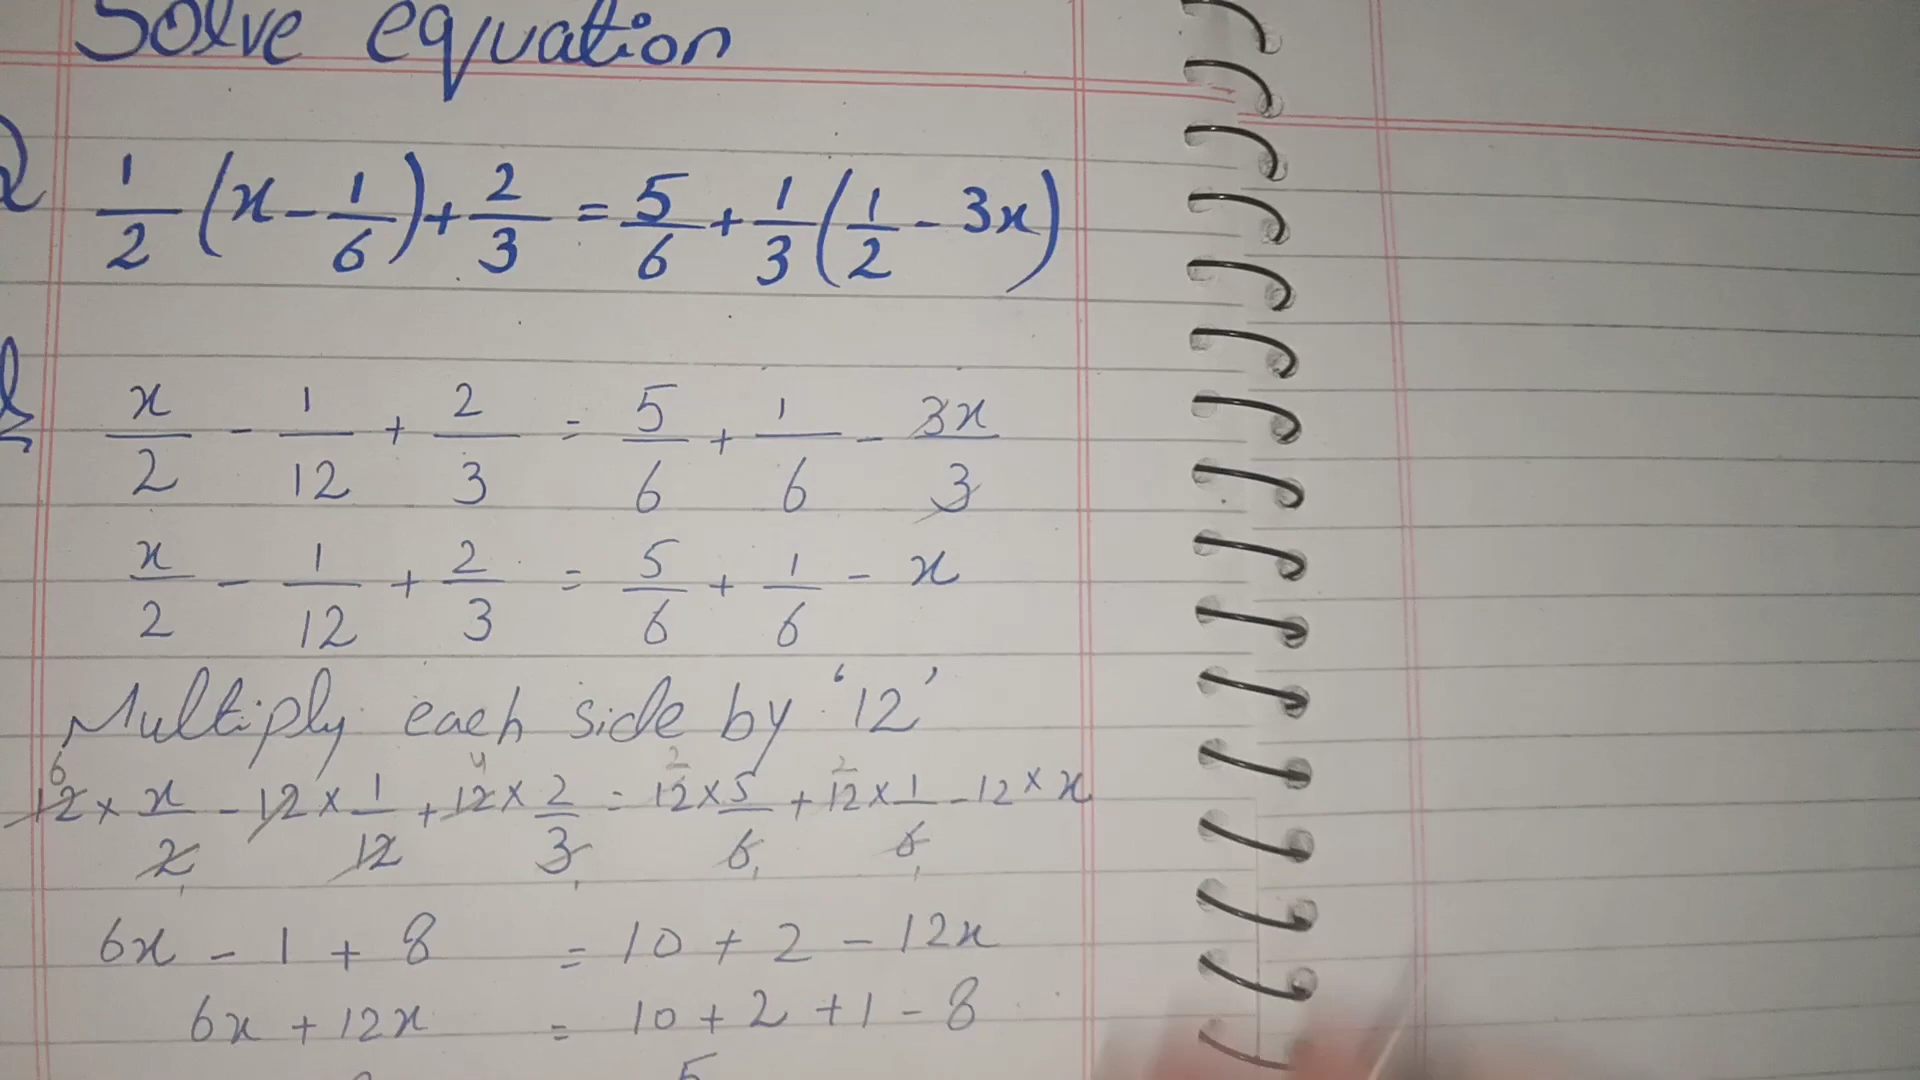 Solve equation
1/2 (x - 1/6) + 2/3 = 5/6 + 1/3 (1/2 - 3x)
x/2 - 1/12 + 2/3 = 5/6 + 1/6 - 3x/3
x/2 - 1/12 + 2/3 = 5/6 + 1/6 - x
Multiply each side by '12'
12 × x/2 - 12 × 1/12 + 12 × 2/3 = 12 × 5/6 + 12 × 1/6 - 12 × x
6x - 1 + 8 = 10 + 2 - 12x
6x + 12x = 10 + 2 + 1 - 8